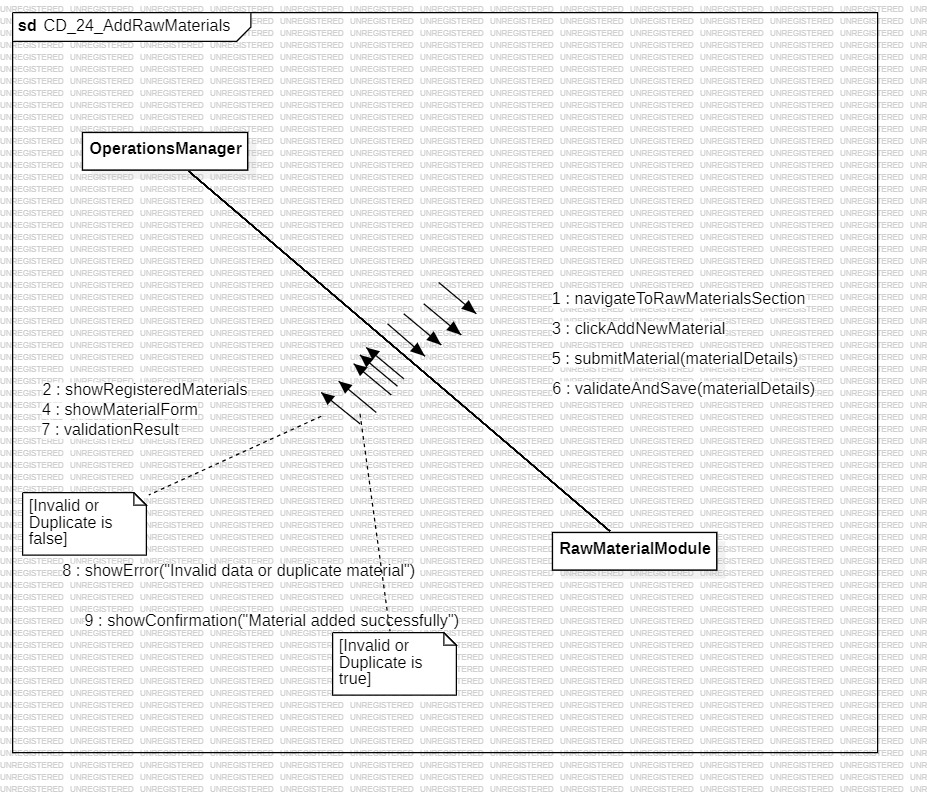 sd CD_24_AddRawMaterials
OperationsManager
1 : navigateToRawMaterialsSection
3 : clickAddNewMaterial
5 : submitMaterial(materialDetails)
6 : validateAndSave(materialDetails)
2 : showRegisteredMaterials
4 : showMaterialForm
7 : validationResult
[Invalid or
Duplicate is
false]
RawMaterialModule
8 : showError("Invalid data or duplicate material")
9 : showConfirmation("Material added successfully")
[Invalid or
Duplicate is
true]
UNREGISTERED